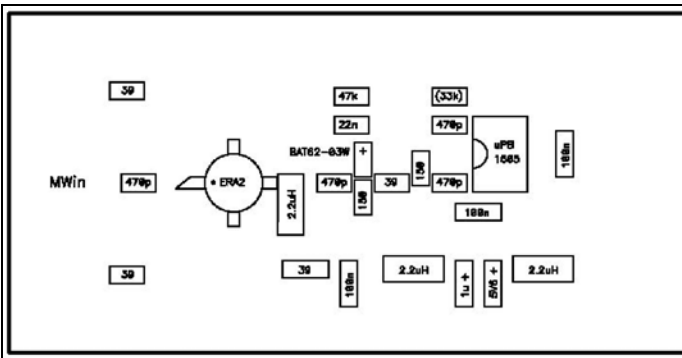 39
47k
(33k)
22n
470p
uPB
1505
100n
BAT62-03W +
150
MWin
470p
* ERA2
470p
39
470p
2.2uH
150
100n
39
39
100n
2.2uH
1u +
5V6 +
2.2uH